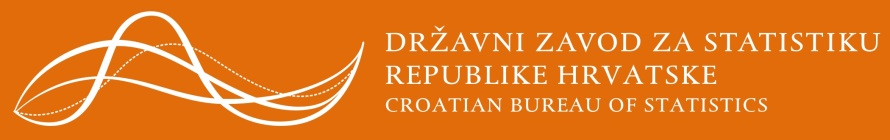 DRŽAVNI ZAVOD ZA STATISTIKU
REPUBLIKE HRVATSKE
CROATIAN BUREAU OF STATISTICS